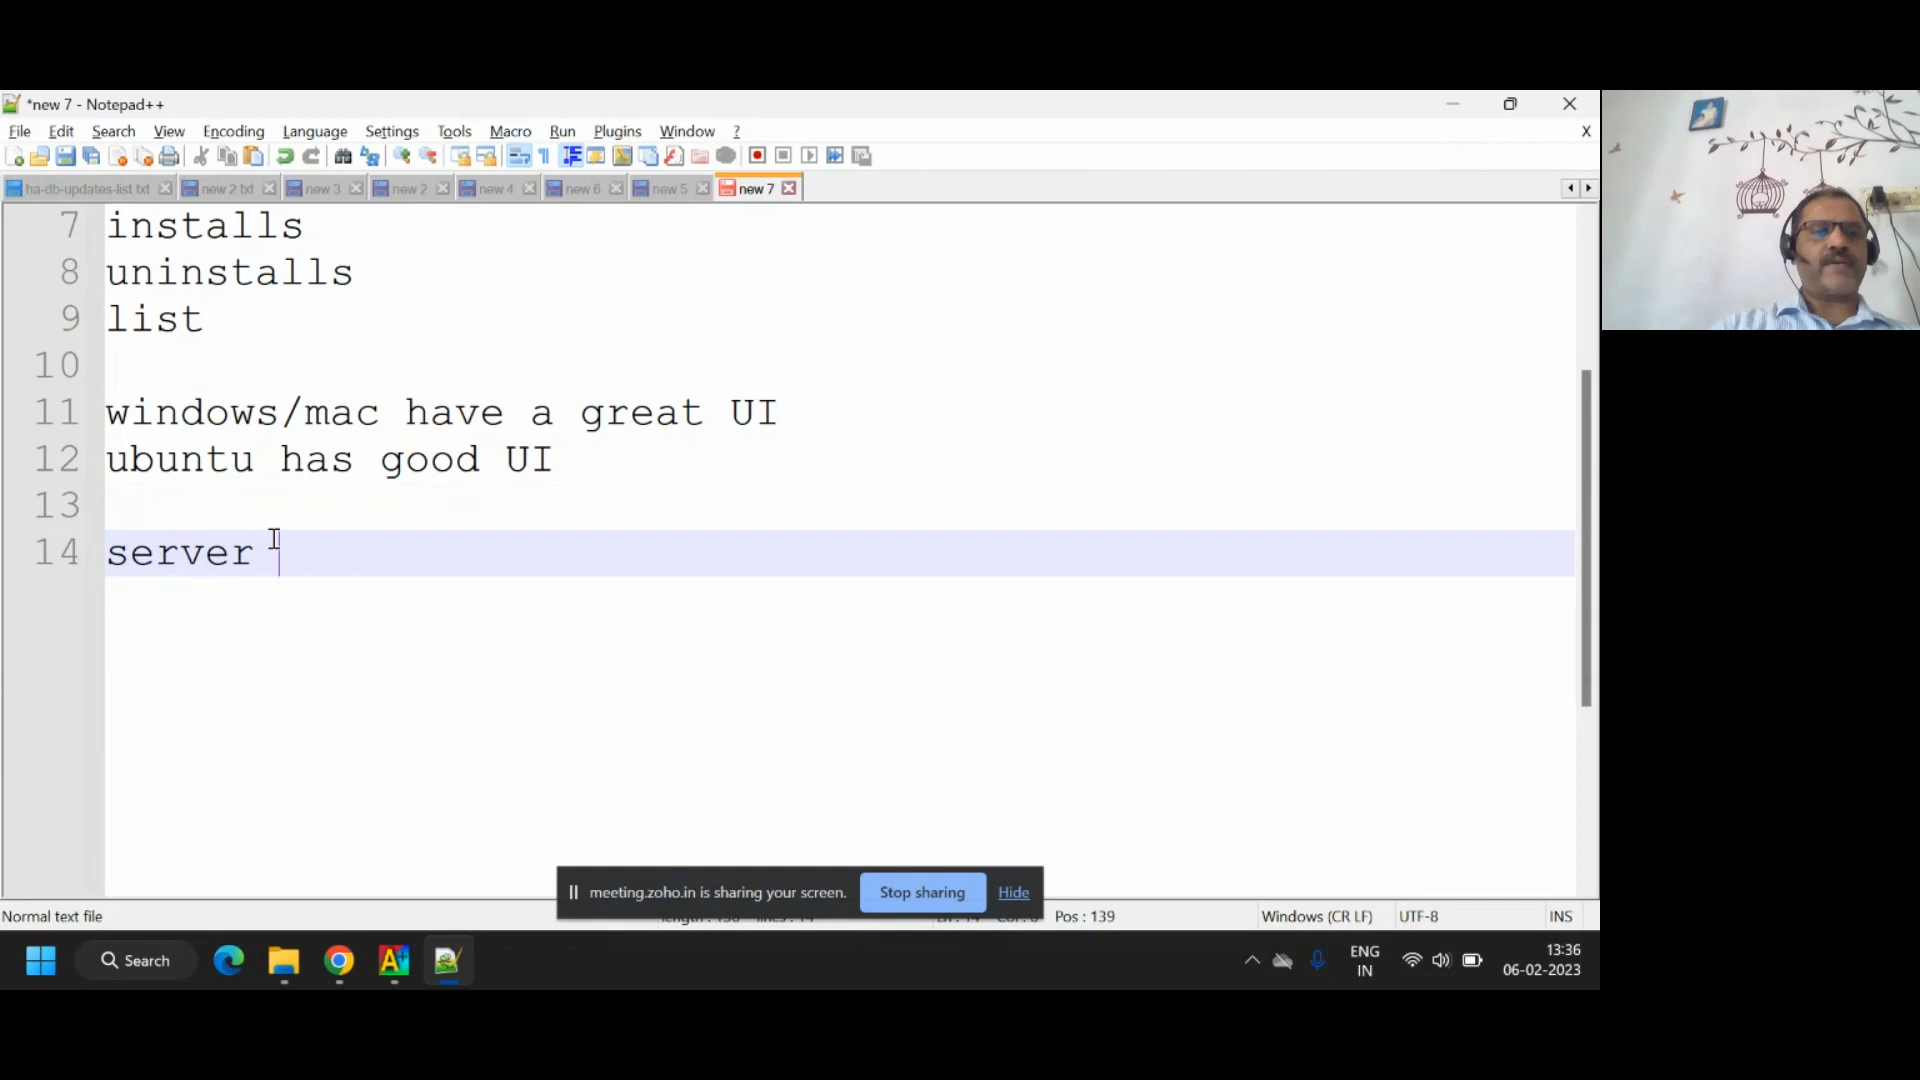 *new 7 - Notepad++
File Edit Search View Encoding Language Settings Tools Macro Run Plugins Window ? X
ha-db-updates-list txt new 2 txt new 3 new 2 new 4 new 6 new 5 new 7
7 installs
8 uninstalls
9 list
10
11 windows/mac have a great UI
12 ubuntu has good UI
13
14 server
meeting.zoho.in is sharing your screen. Stop sharing Hide
Normal text file Pos : 139 Windows (CR LF) UTF-8 INS
Search ENG 13:36
IN 06-02-2023